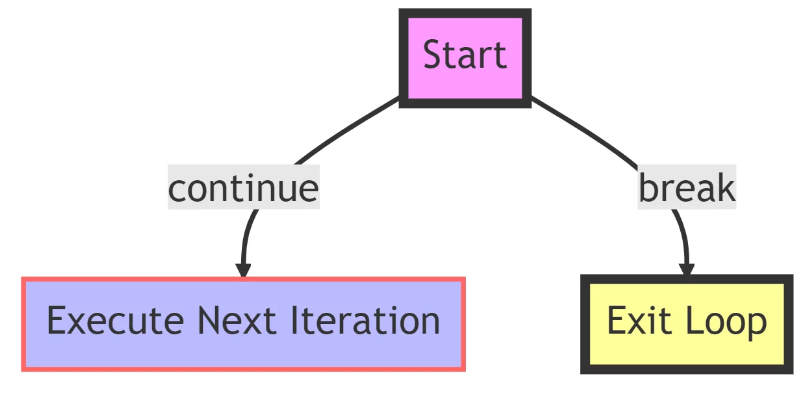 Start
continue
break
Execute Next Iteration
Exit Loop